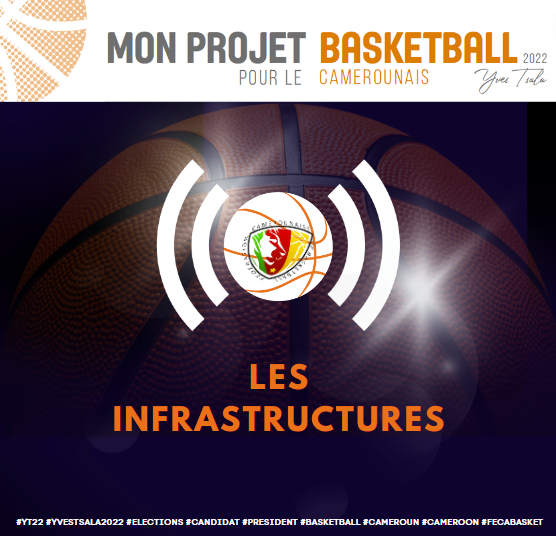 MON PROJET BASKETBALL 2022
POUR LE CAMEROUNAIS Yves Tsala
LES
INFRASTRUCTURES
#YT22 #YVESTSALA2022 #ELECTIONS #CANDIDAT #PRESIDENT #BASKETBALL #CAMEROUN #CAMEROON #FECABASKET